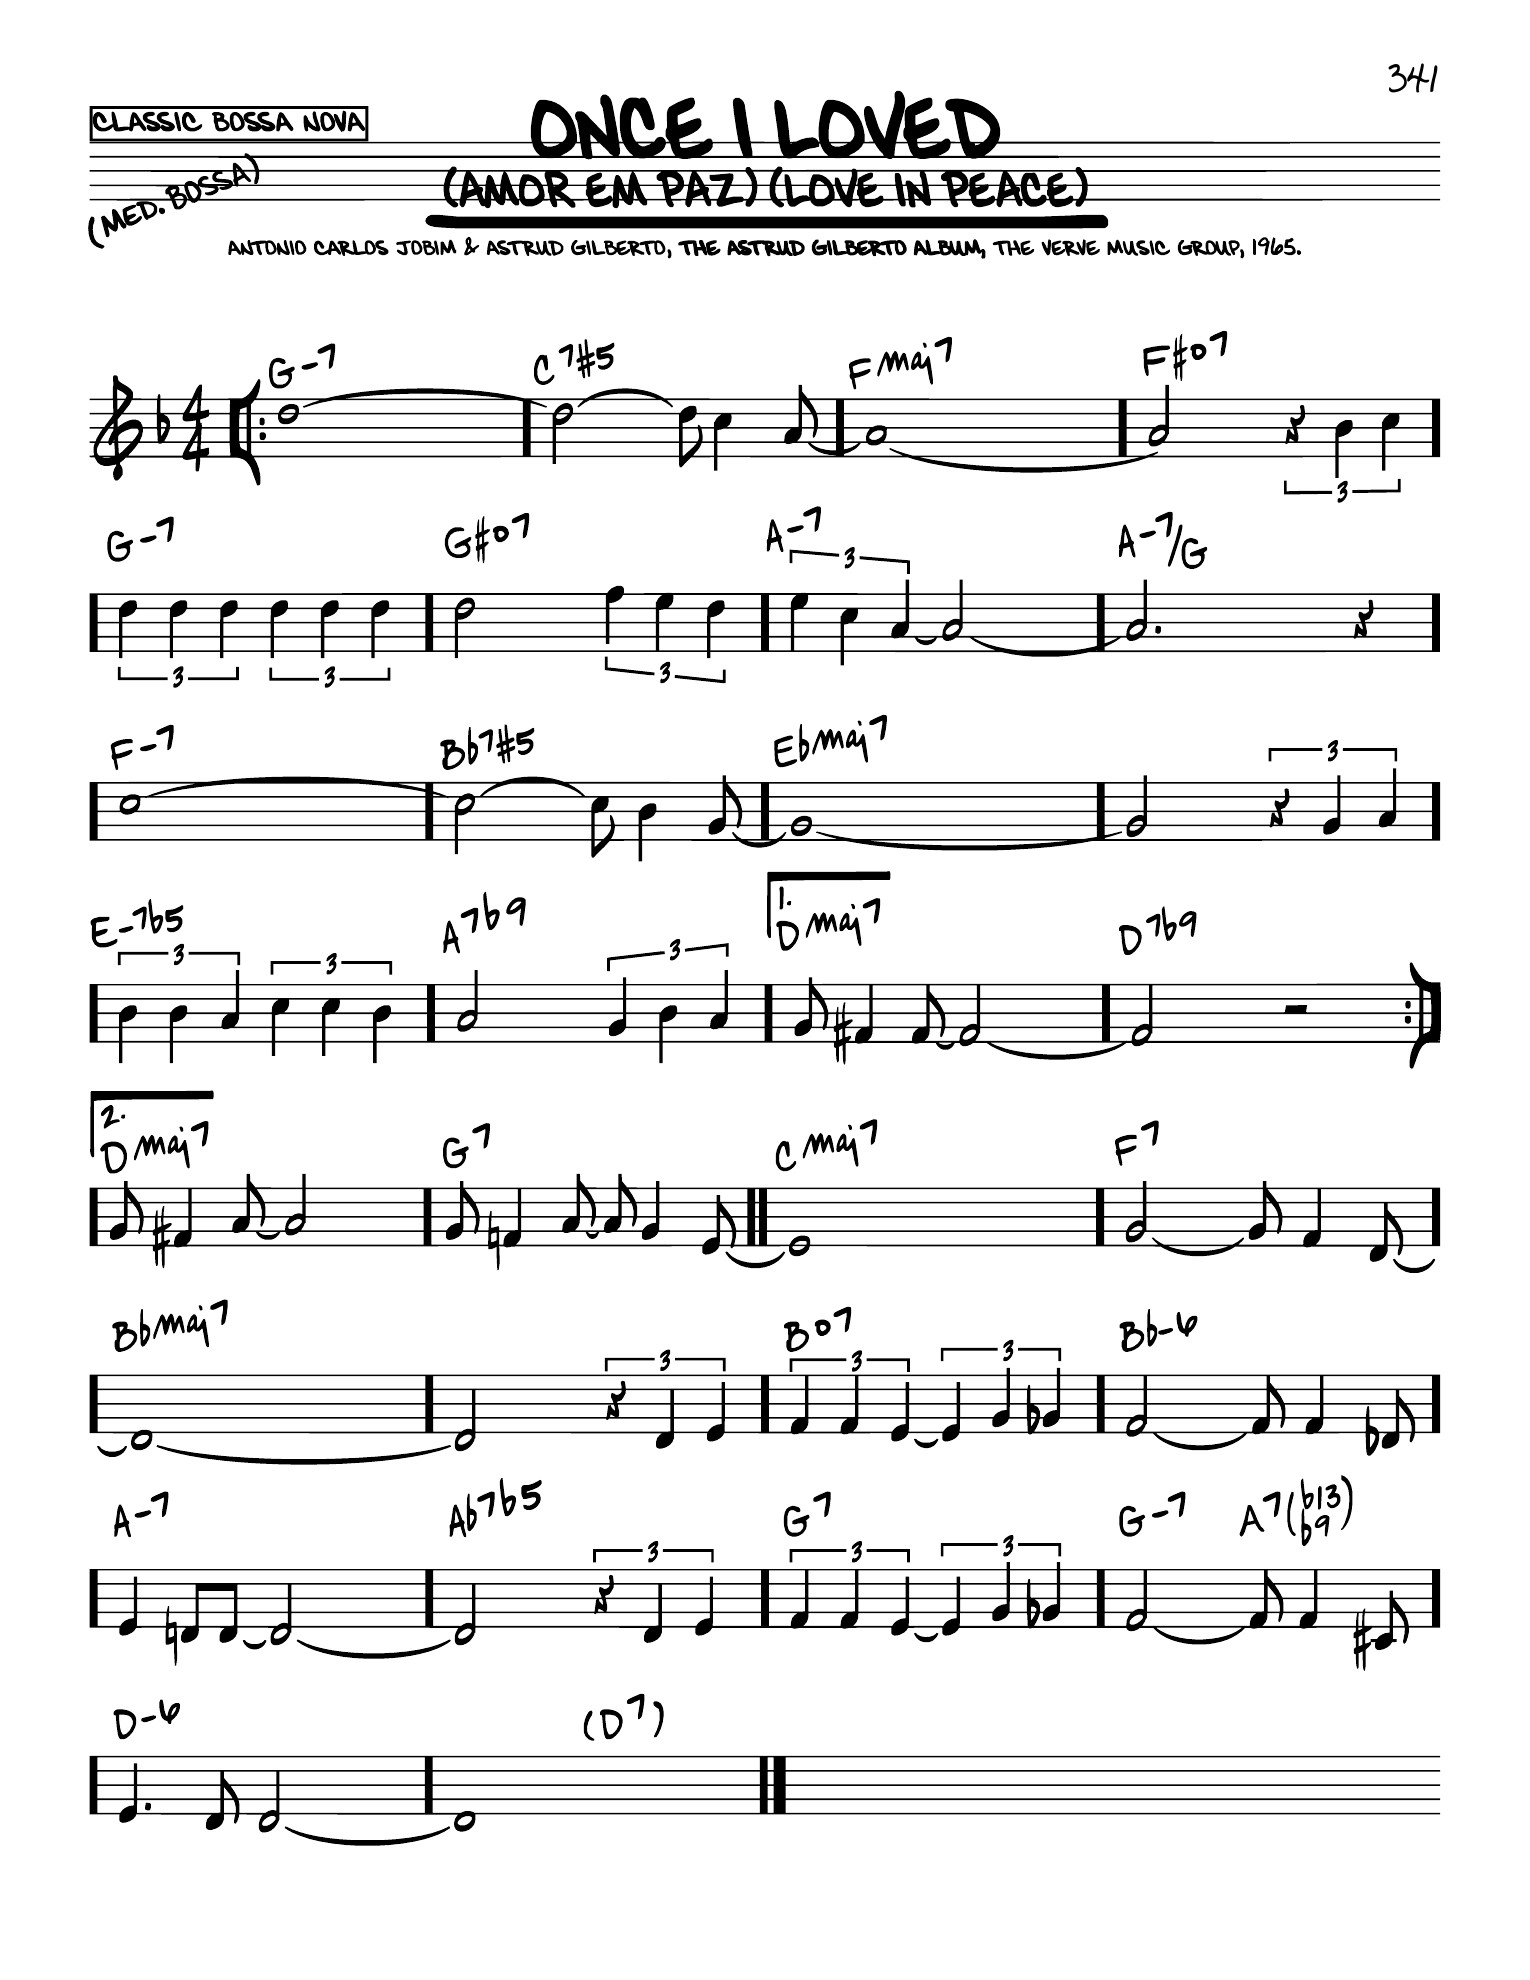 341
CLASSIC BOSSA NOVA
ONCE I LOVED
(MED. BOSSA)
(AMOR EM PAZ) (LOVE IN PEACE)
ANTONIO CARLOS JOBIM & ASTRUD GILBERTO, THE ASTRUD GILBERTO ALBUM, THE VERVE MUSIC GROUP, 1965.
G-7 C7#5 Fmaj7 F#o7
4
4
3
G-7 G#o7 A-7 A-7/G
3
3 3 3
F-7 Bb7#5 Ebmaj7
3
1.
E-7b5 A7b9 Dmaj7 D7b9
3 3 3
2.
Dmaj7 G7 Cmaj7 F7
Bbmaj7 Bo7 Bb-6
3 3 3
A-7 Ab7b5 G7 G-7 A7(b13 b9)
3 3 3
D-6 (D7)